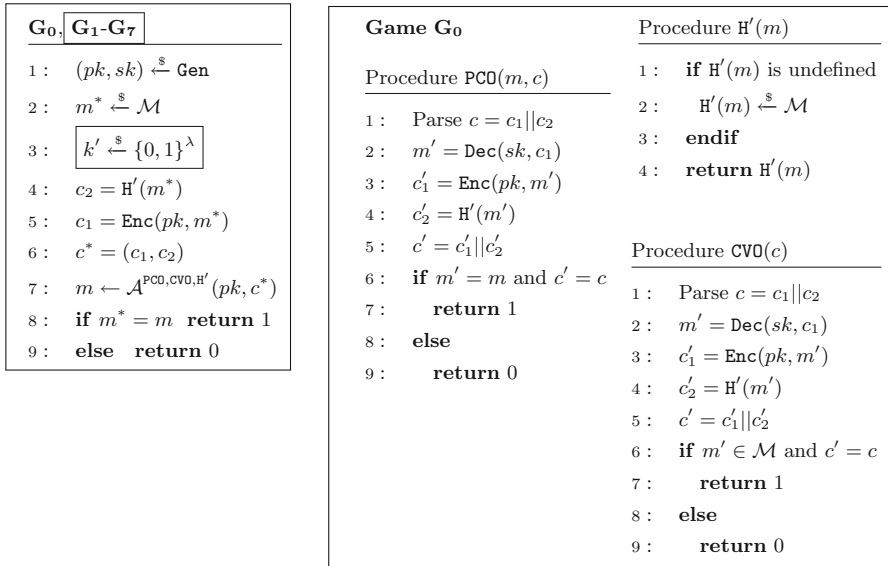 G₀, G₁-G₇
1 : (pk, sk) ←$ Gen
2 : m* ←$ M
3 : k′ ←$ {0, 1}^λ
4 : c₂ = H′(m*)
5 : c₁ = Enc(pk, m*)
6 : c* = (c₁, c₂)
7 : m ← A^{PCO,CVO,H′}(pk, c*)
8 : if m* = m return 1
9 : else return 0
Game G₀
Procedure PCO(m, c)
1 : Parse c = c₁||c₂
2 : m′ = Dec(sk, c₁)
3 : c′₁ = Enc(pk, m′)
4 : c′₂ = H′(m′)
5 : c′ = c′₁||c′₂
6 : if m′ = m and c′ = c
7 : return 1
8 : else
9 : return 0
Procedure H′(m)
1 : if H′(m) is undefined
2 : H′(m) ←$ M
3 : endif
4 : return H′(m)
Procedure CVO(c)
1 : Parse c = c₁||c₂
2 : m′ = Dec(sk, c₁)
3 : c′₁ = Enc(pk, m′)
4 : c′₂ = H′(m′)
5 : c′ = c′₁||c′₂
6 : if m′ ∈ M and c′ = c
7 : return 1
8 : else
9 : return 0